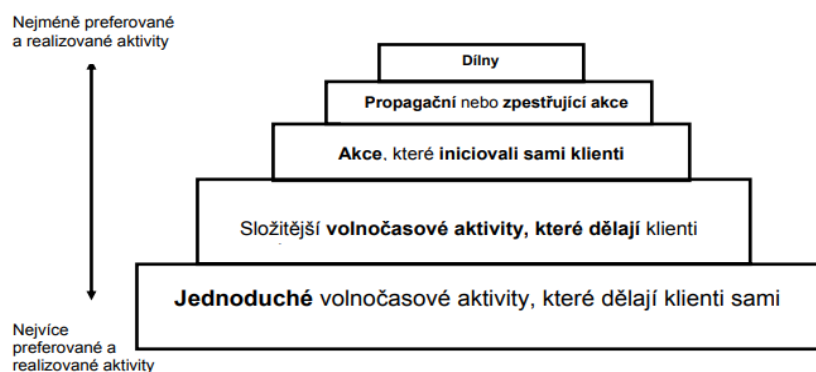 Nejméně preferované
a realizované aktivity
Dílny
Propagační nebo zpestřující akce
Akce, které iniciovali sami klienti
Složitější volnočasové aktivity, které dělají klienti
Jednoduché volnočasové aktivity, které dělají klienti sami
Nejvíce
preferované a
realizované aktivity